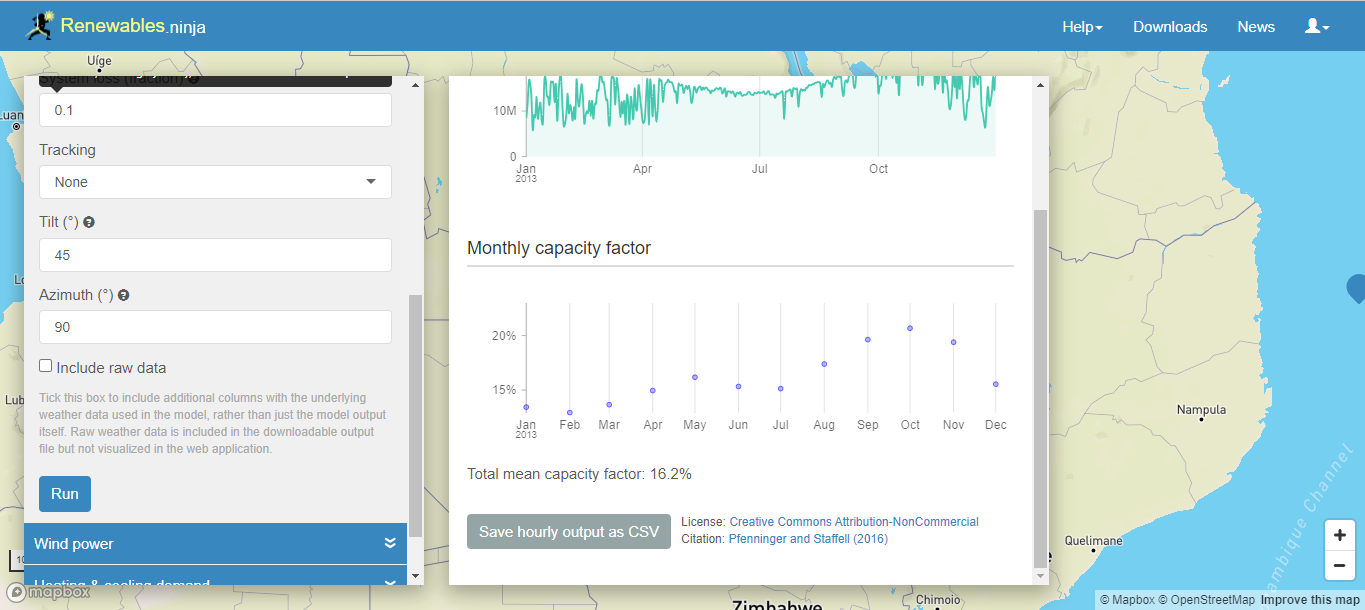 Renewables.ninja
Help
Downloads
News
Uíge
System loss (fraction)
0.1
Tracking
None
Tilt (°)
45
Azimuth (°)
90
Include raw data
Tick this box to include additional columns with the underlying
weather data used in the model, rather than just the model output
itself. Raw weather data is included in the downloadable output
file but not visualized in the web application.
Run
Wind power
Heating & cooling demand
mapbox
10M
0
Jan Apr Jul Oct
2013
Monthly capacity factor
20%
15%
Jan Feb Mar Apr May Jun Jul Aug Sep Oct Nov Dec
2013
Total mean capacity factor: 16.2%
Save hourly output as CSV
License: Creative Commons Attribution-NonCommercial
Citation: Pfenninger and Staffell (2016)
Nampula
Quelimane
Chimoio
Zimbabwe
ambique Channel
+
−
© Mapbox © OpenStreetMap Improve this map